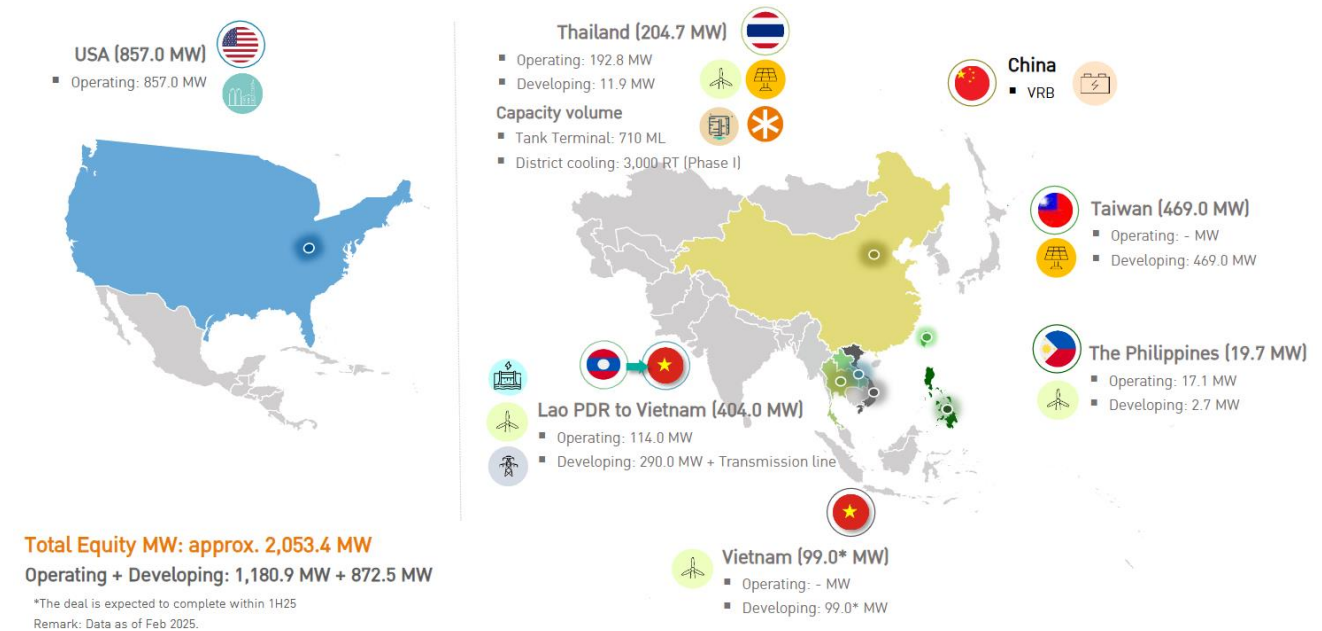 USA (857.0 MW)
▪ Operating: 857.0 MW
Thailand (204.7 MW)
▪ Operating: 192.8 MW
▪ Developing: 11.9 MW
Capacity volume
▪ Tank Terminal: 710 ML
▪ District cooling: 3,000 RT (Phase I)
China
▪ VRB
Taiwan (469.0 MW)
▪ Operating: - MW
▪ Developing: 469.0 MW
The Philippines (19.7 MW)
▪ Operating: 17.1 MW
▪ Developing: 2.7 MW
Lao PDR to Vietnam (404.0 MW)
▪ Operating: 114.0 MW
▪ Developing: 290.0 MW + Transmission line
Vietnam (99.0* MW)
▪ Operating: - MW
▪ Developing: 99.0* MW
Total Equity MW: approx. 2,053.4 MW
Operating + Developing: 1,180.9 MW + 872.5 MW
*The deal is expected to complete within 1H25
Remark: Data as of Feb 2025.